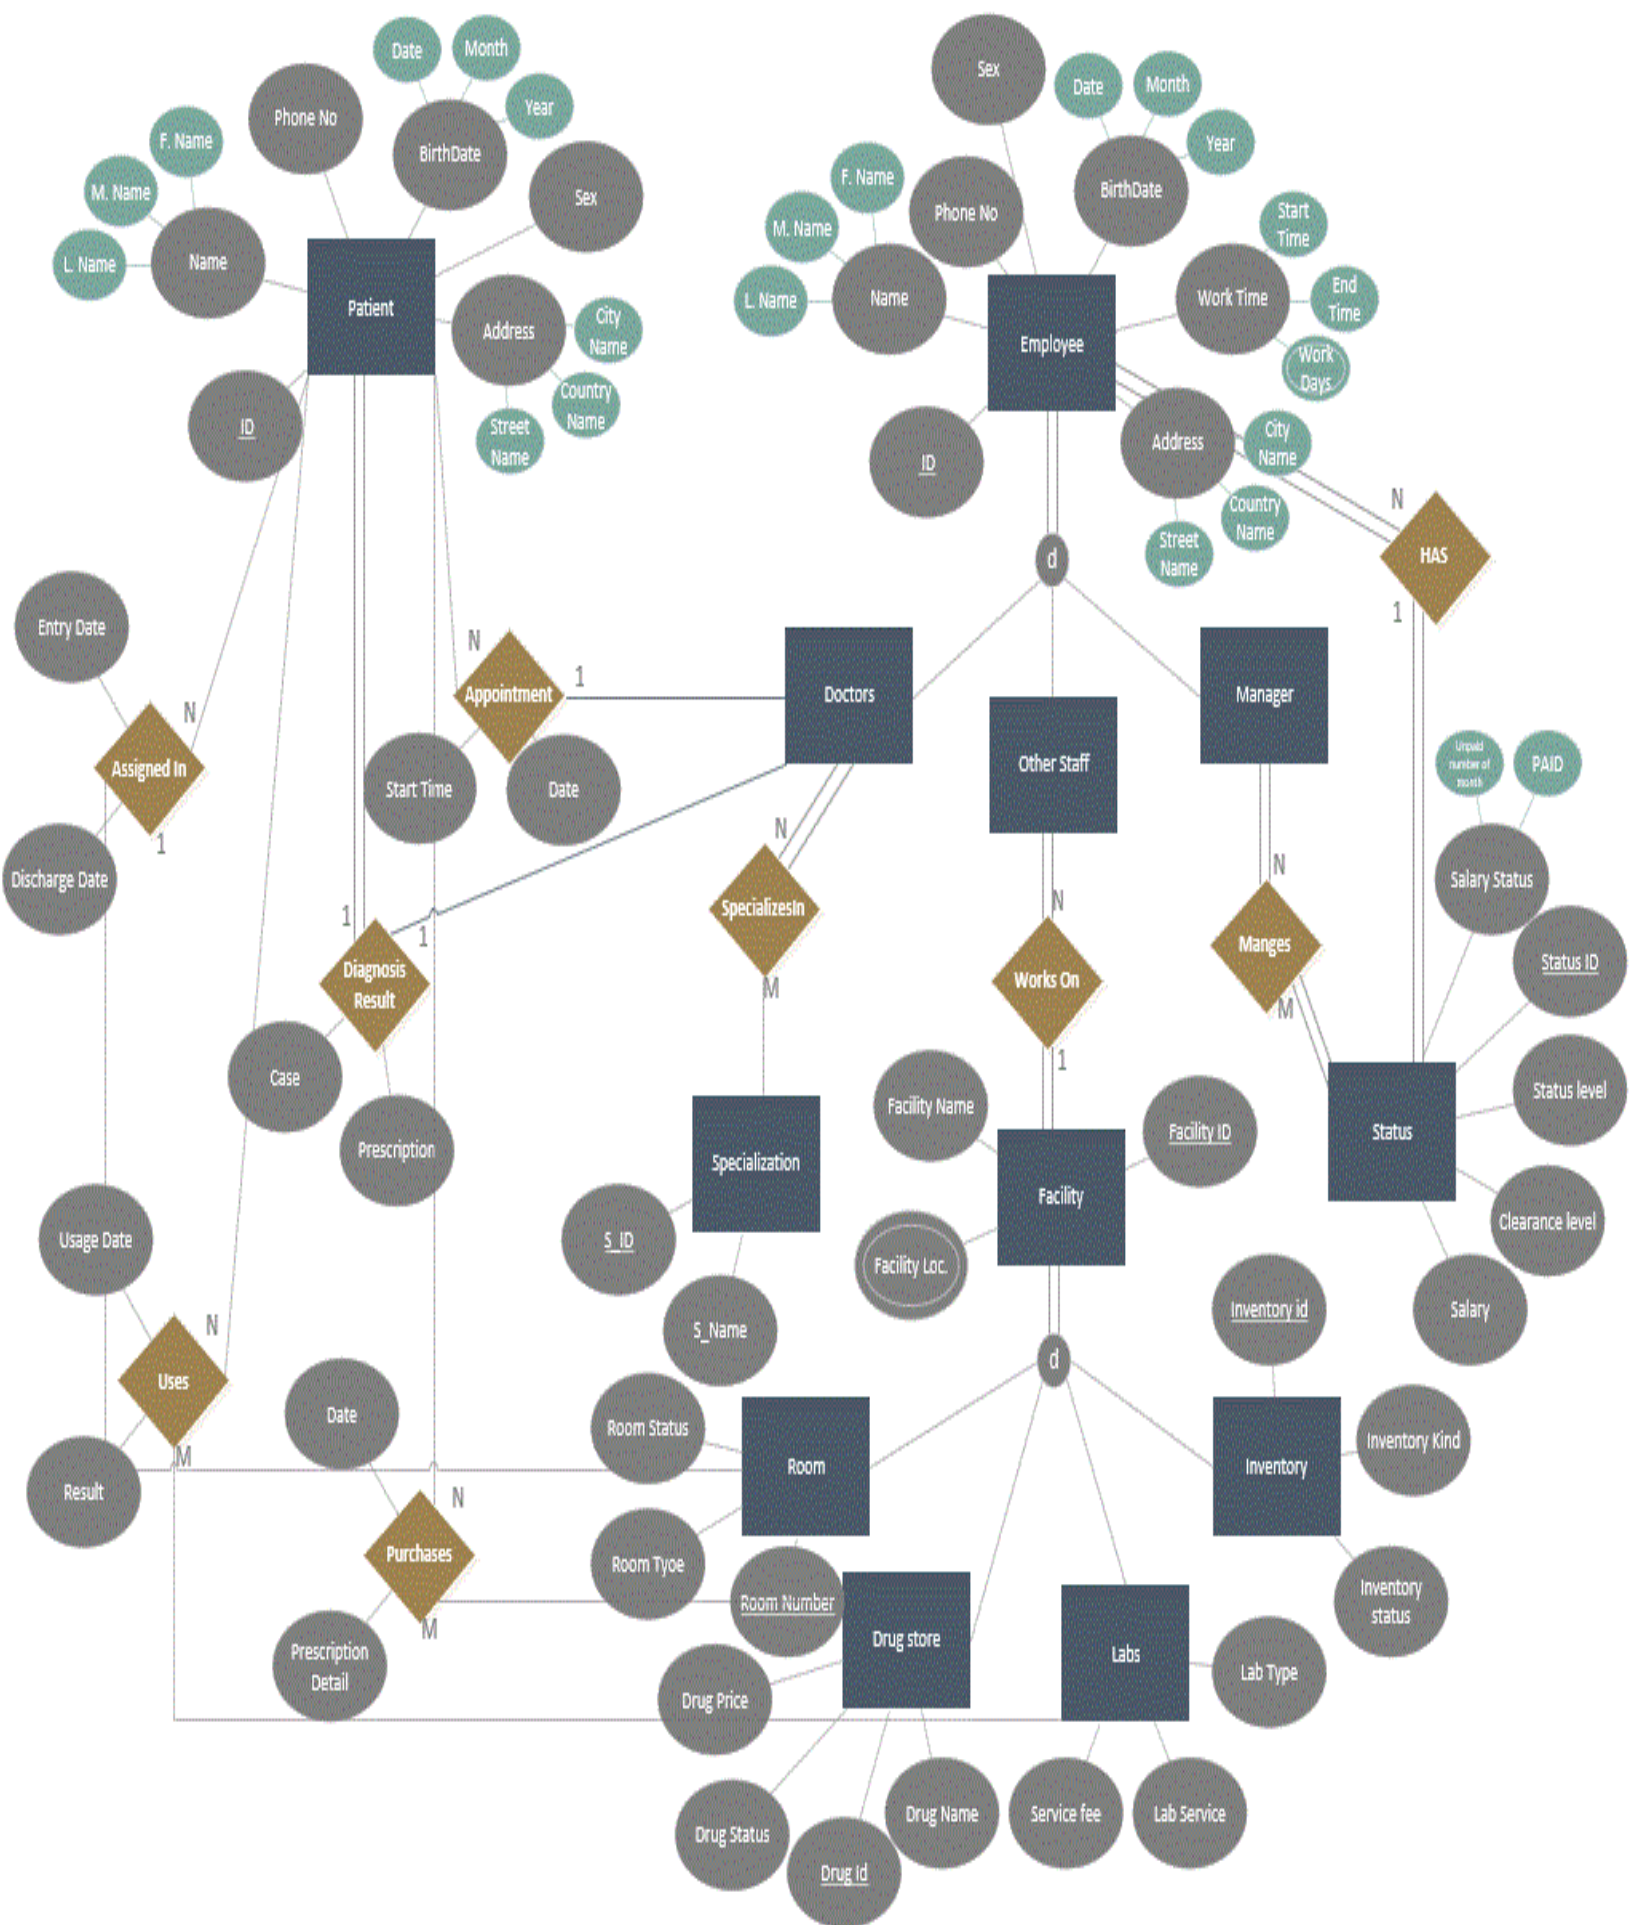 Date
Month
Year
BirthDate
Phone No
F. Name
M. Name
L. Name
Name
Sex
Patient
Address
City
Name
Country
Name
Street
Name
ID
Sex
Date
Month
Year
BirthDate
F. Name
M. Name
L. Name
Name
Phone No
Start
Time
Work Time
End
Time
Work
Days
Employee
ID
Address
City
Name
Country
Name
Street
Name
N
HAS
1
d
Entry Date
N
Assigned In
1
Discharge Date
N
Appointment
1
Start Time
Date
Doctors
Other Staff
Manager
Unpaid
number of
month
PAID
Salary Status
Status ID
Status level
Clearance level
Salary
Status
N
Manges
M
N
SpecializesIn
M
N
Works On
1
1
1
Diagnosis
Result
Case
Prescription
Specialization
S_ID
S_Name
Facility Name
Facility ID
Facility
Facility Loc.
d
Usage Date
N
Uses
M
Result
Date
N
Purchases
M
Prescription
Detail
Room Status
Room
Room Tyoe
Room Number
Inventory id
Inventory
Inventory Kind
Inventory
status
Drug store
Drug Price
Drug Status
Drug Id
Drug Name
Labs
Lab Type
Service fee
Lab Service